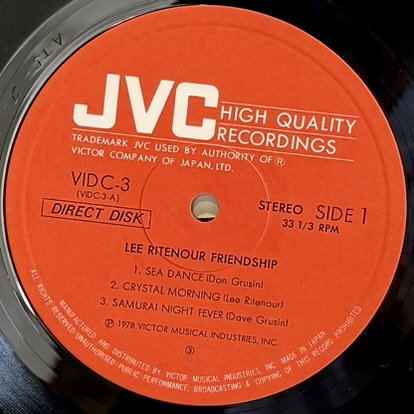 JVC HIGH QUALITY RECORDINGS
TRADEMARK JVC USED BY AUTHORITY OF Ⓡ
VICTOR COMPANY OF JAPAN, LTD.
VIDC-3
(VIDC-3-A)
DIRECT DISK
STEREO SIDE 1
33 1/3 RPM
LEE RITENOUR FRIENDSHIP
1. SEA DANCE (Don Grusin)
2. CRYSTAL MORNING (Lee Ritenour)
3. SAMURAI NIGHT FEVER (Dave Grusin)
Ⓟ 1978 VICTOR MUSICAL INDUSTRIES, INC.
③
MANUFACTURED AND DISTRIBUTED BY VICTOR MUSICAL INDUSTRIES, INC. MADE IN JAPAN
ALL RIGHTS RESERVED·UNAUTHORISED PUBLIC PERFORMANCE, BROADCASTING & COPYING OF THIS RECORD PROHIBITED